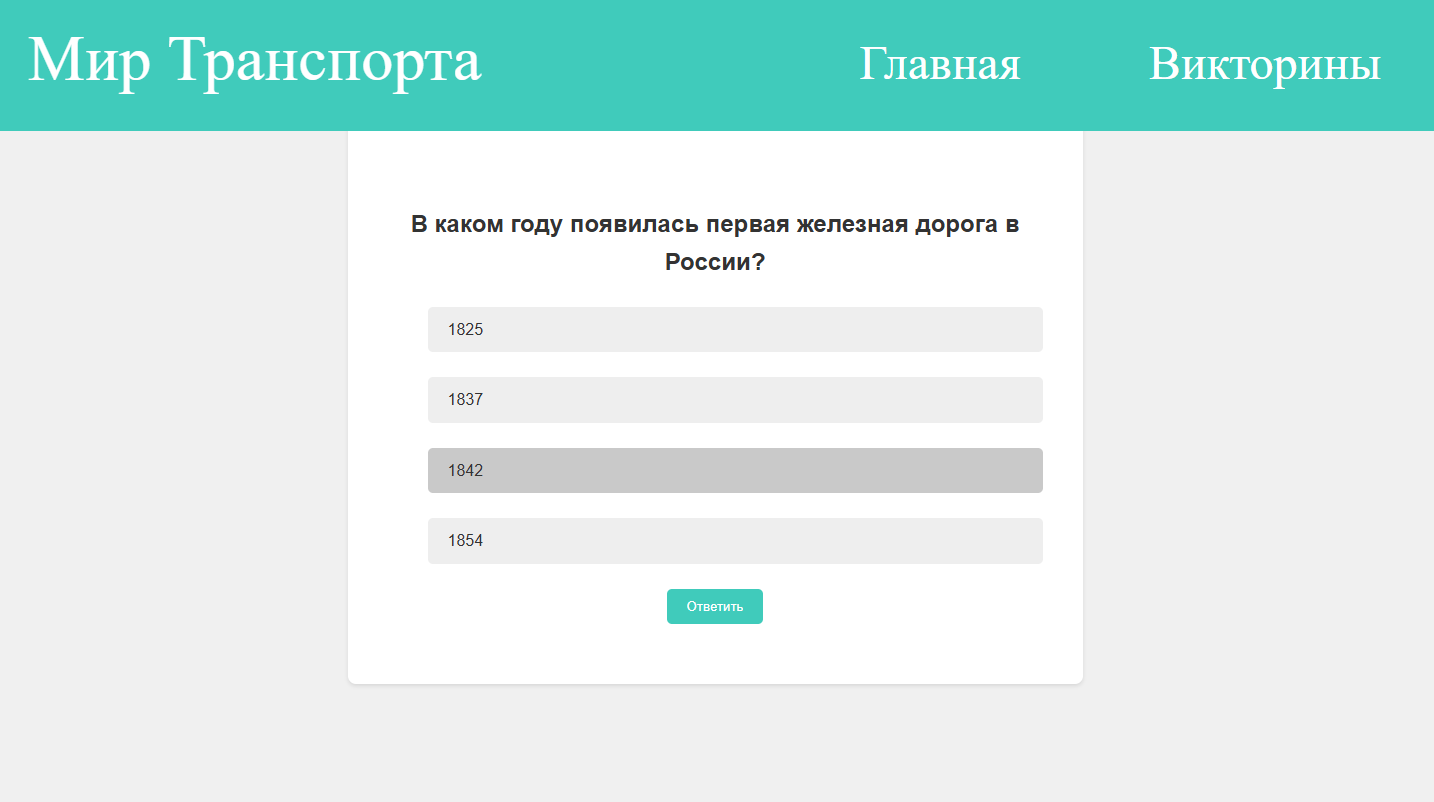 Мир Транспорта
Главная
Викторины
В каком году появилась первая железная дорога в
России?
1825
1837
1842
1854
Ответить